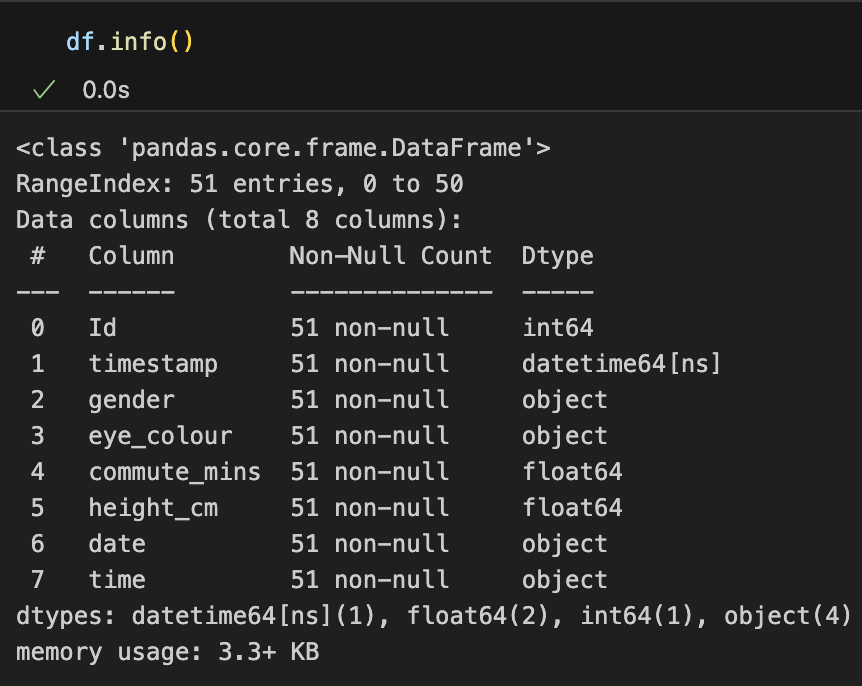 df.info()
✓ 0.0s
<class 'pandas.core.frame.DataFrame'>
RangeIndex: 51 entries, 0 to 50
Data columns (total 8 columns):
 #   Column        Non-Null Count  Dtype
---  ------        --------------  -----
 0   Id            51 non-null     int64
 1   timestamp     51 non-null     datetime64[ns]
 2   gender        51 non-null     object
 3   eye_colour    51 non-null     object
 4   commute_mins  51 non-null     float64
 5   height_cm     51 non-null     float64
 6   date          51 non-null     object
 7   time          51 non-null     object
dtypes: datetime64[ns](1), float64(2), int64(1), object(4)
memory usage: 3.3+ KB